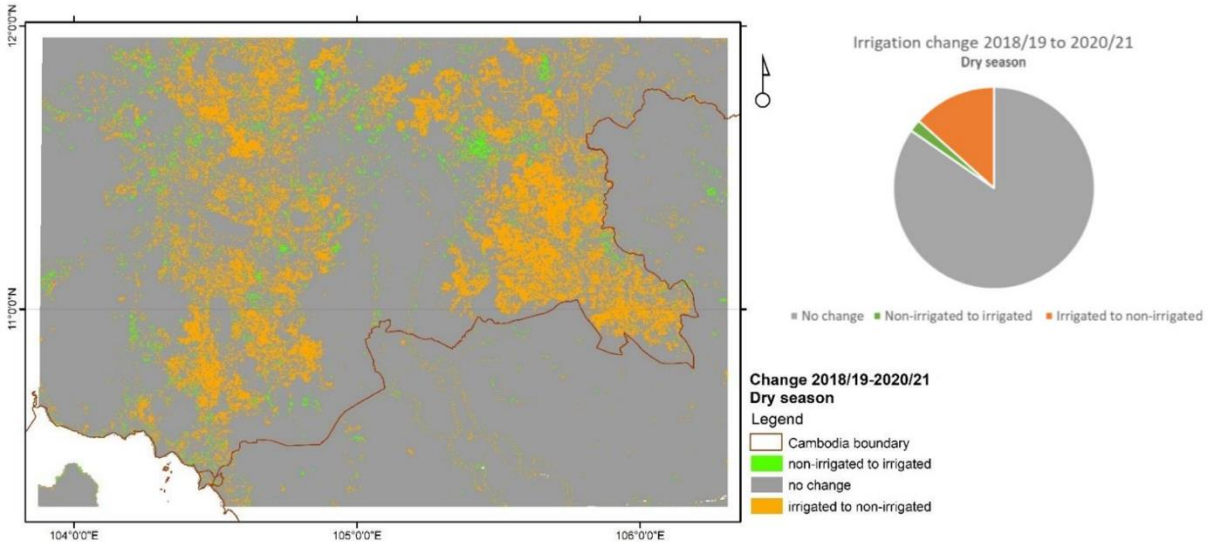 12°0'0"N
11°0'0"N
104°0'0"E
105°0'0"E
106°0'0"E
Irrigation change 2018/19 to 2020/21
Dry season
No change
Non-irrigated to irrigated
Irrigated to non-irrigated
Change 2018/19-2020/21
Dry season
Legend
Cambodia boundary
non-irrigated to irrigated
no change
irrigated to non-irrigated